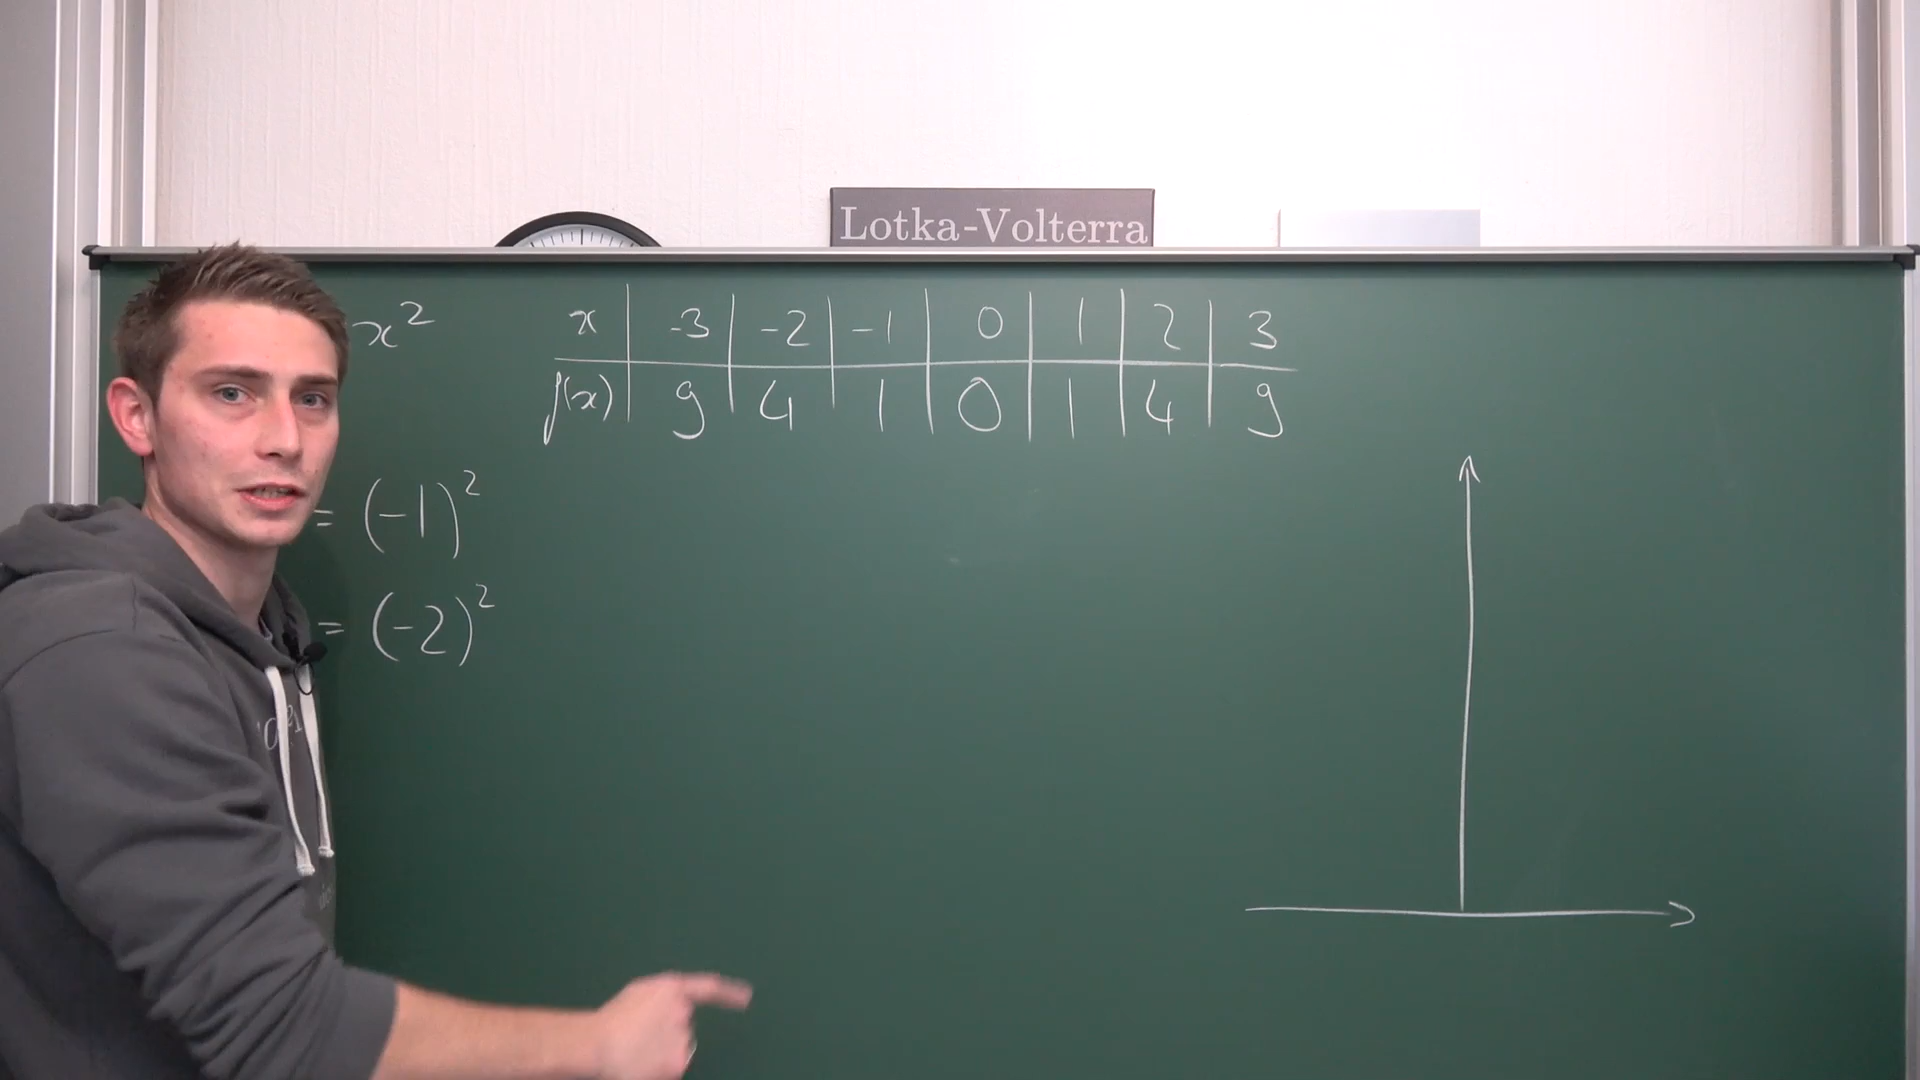 Lotka-Volterra
x²
x | -3 | -2 | -1 | 0 | 1 | 2 | 3
f(x) | 9 | 4 | 1 | 0 | 1 | 4 | 9
= (-1)²
= (-2)²